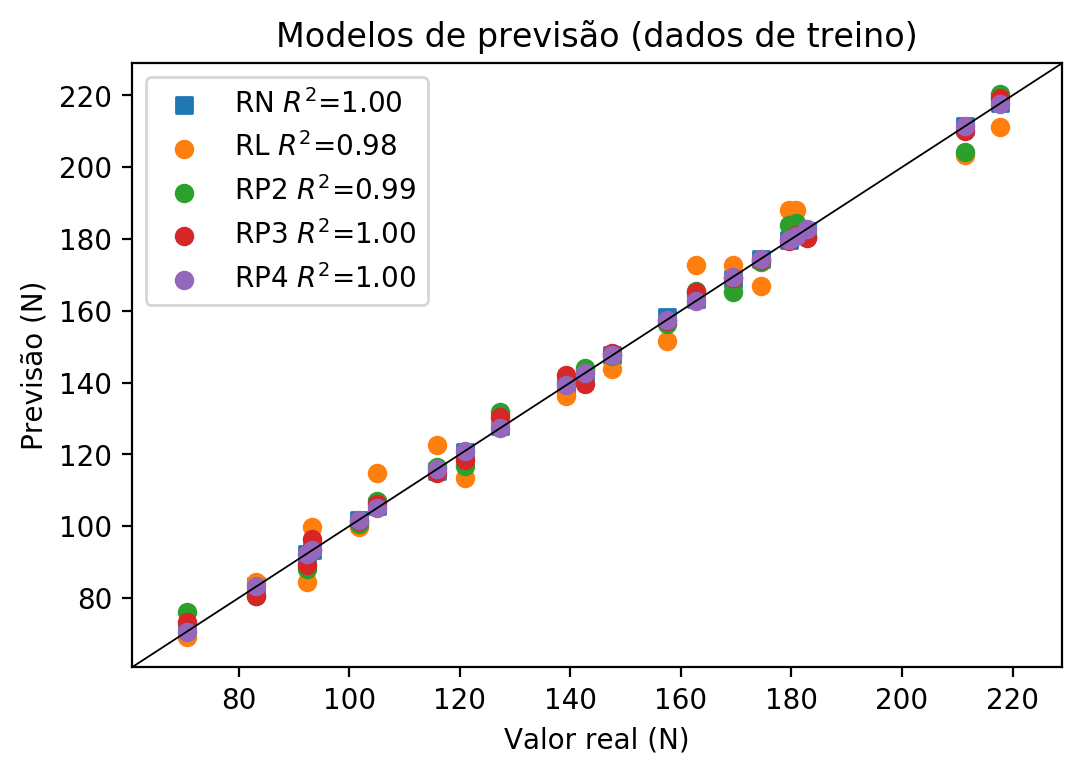 Modelos de previsão (dados de treino)
RN R²=1.00
RL R²=0.98
RP2 R²=0.99
RP3 R²=1.00
RP4 R²=1.00
Previsão (N)
220
200
180
160
140
120
100
80
80 100 120 140 160 180 200 220
Valor real (N)